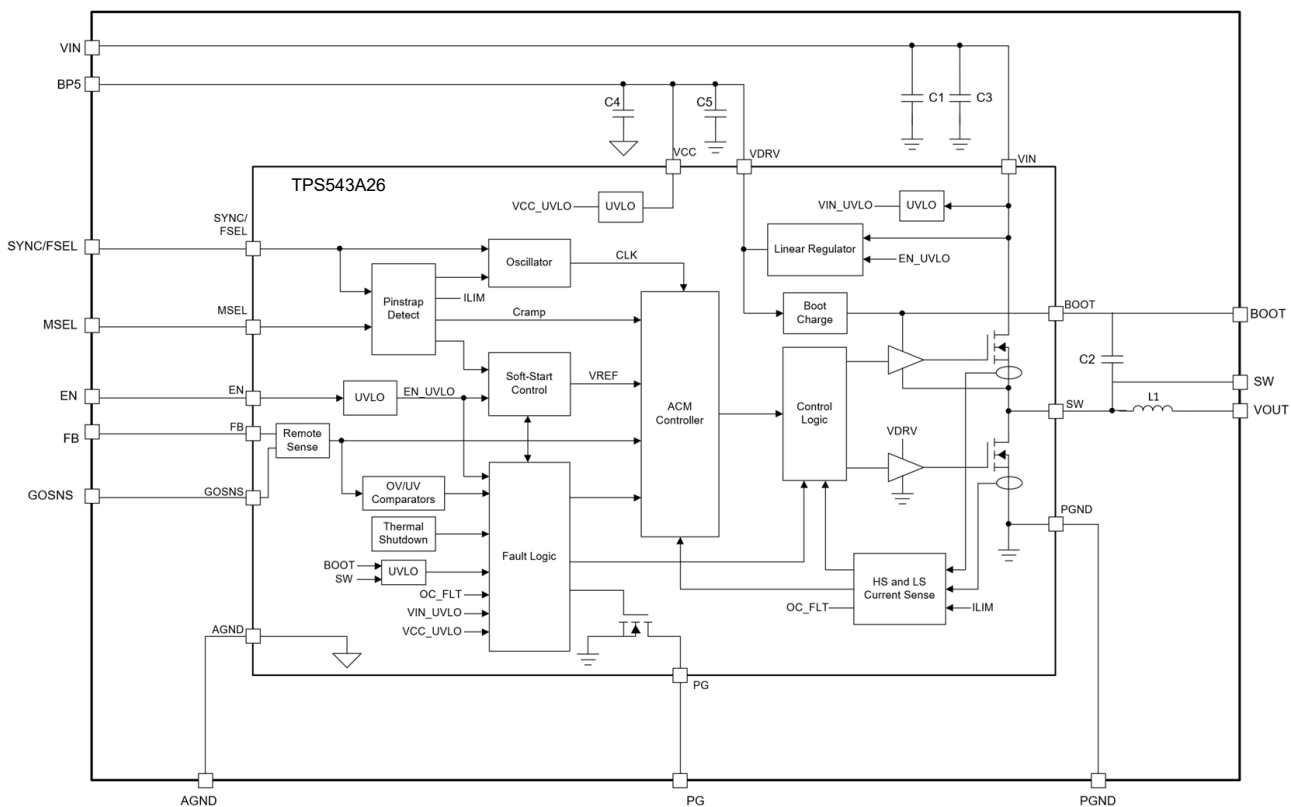 VIN
BP5
C4
C5
C1
C3
VCC
VDRV
VIN
TPS543A26
VCC_UVLO
UVLO
VIN_UVLO
UVLO
SYNC/
FSEL
SYNC/FSEL
Oscillator
CLK
Linear Regulator
EN_UVLO
Pinstrap
Detect
ILIM
Cramp
MSEL
MSEL
Boot
Charge
BOOT
BOOT
C2
Soft-Start
Control
VREF
ACM
Controller
Control
Logic
EN
EN
UVLO
EN_UVLO
SW
SW
L1
VOUT
FB
FB
Remote
Sense
VDRV
GOSNS
GOSNS
OV/UV
Comparators
Thermal
Shutdown
Fault Logic
PGND
BOOT
SW
UVLO
OC_FLT
VIN_UVLO
VCC_UVLO
HS and LS
Current Sense
OC_FLT
ILIM
AGND
PG
AGND
PG
PGND